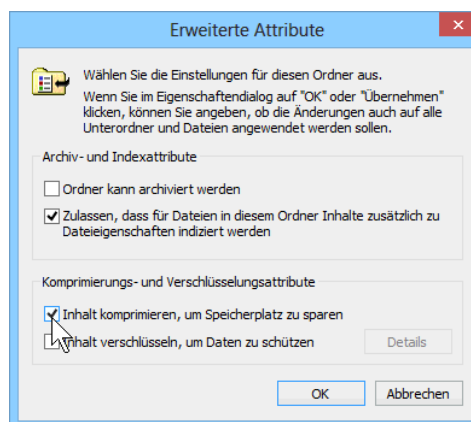 Erweiterte Attribute
Wählen Sie die Einstellungen für diesen Ordner aus.
Wenn Sie im Eigenschaftendialog auf "OK" oder "Übernehmen"
klicken, können Sie angeben, ob die Änderungen auch auf alle
Unterordner und Dateien angewendet werden sollen.
Archiv- und Indexattribute
Ordner kann archiviert werden
Zulassen, dass für Dateien in diesem Ordner Inhalte zusätzlich zu
Dateieigenschaften indiziert werden
Komprimierungs- und Verschlüsselungsattribute
Inhalt komprimieren, um Speicherplatz zu sparen
Inhalt verschlüsseln, um Daten zu schützen
Details
OK
Abbrechen